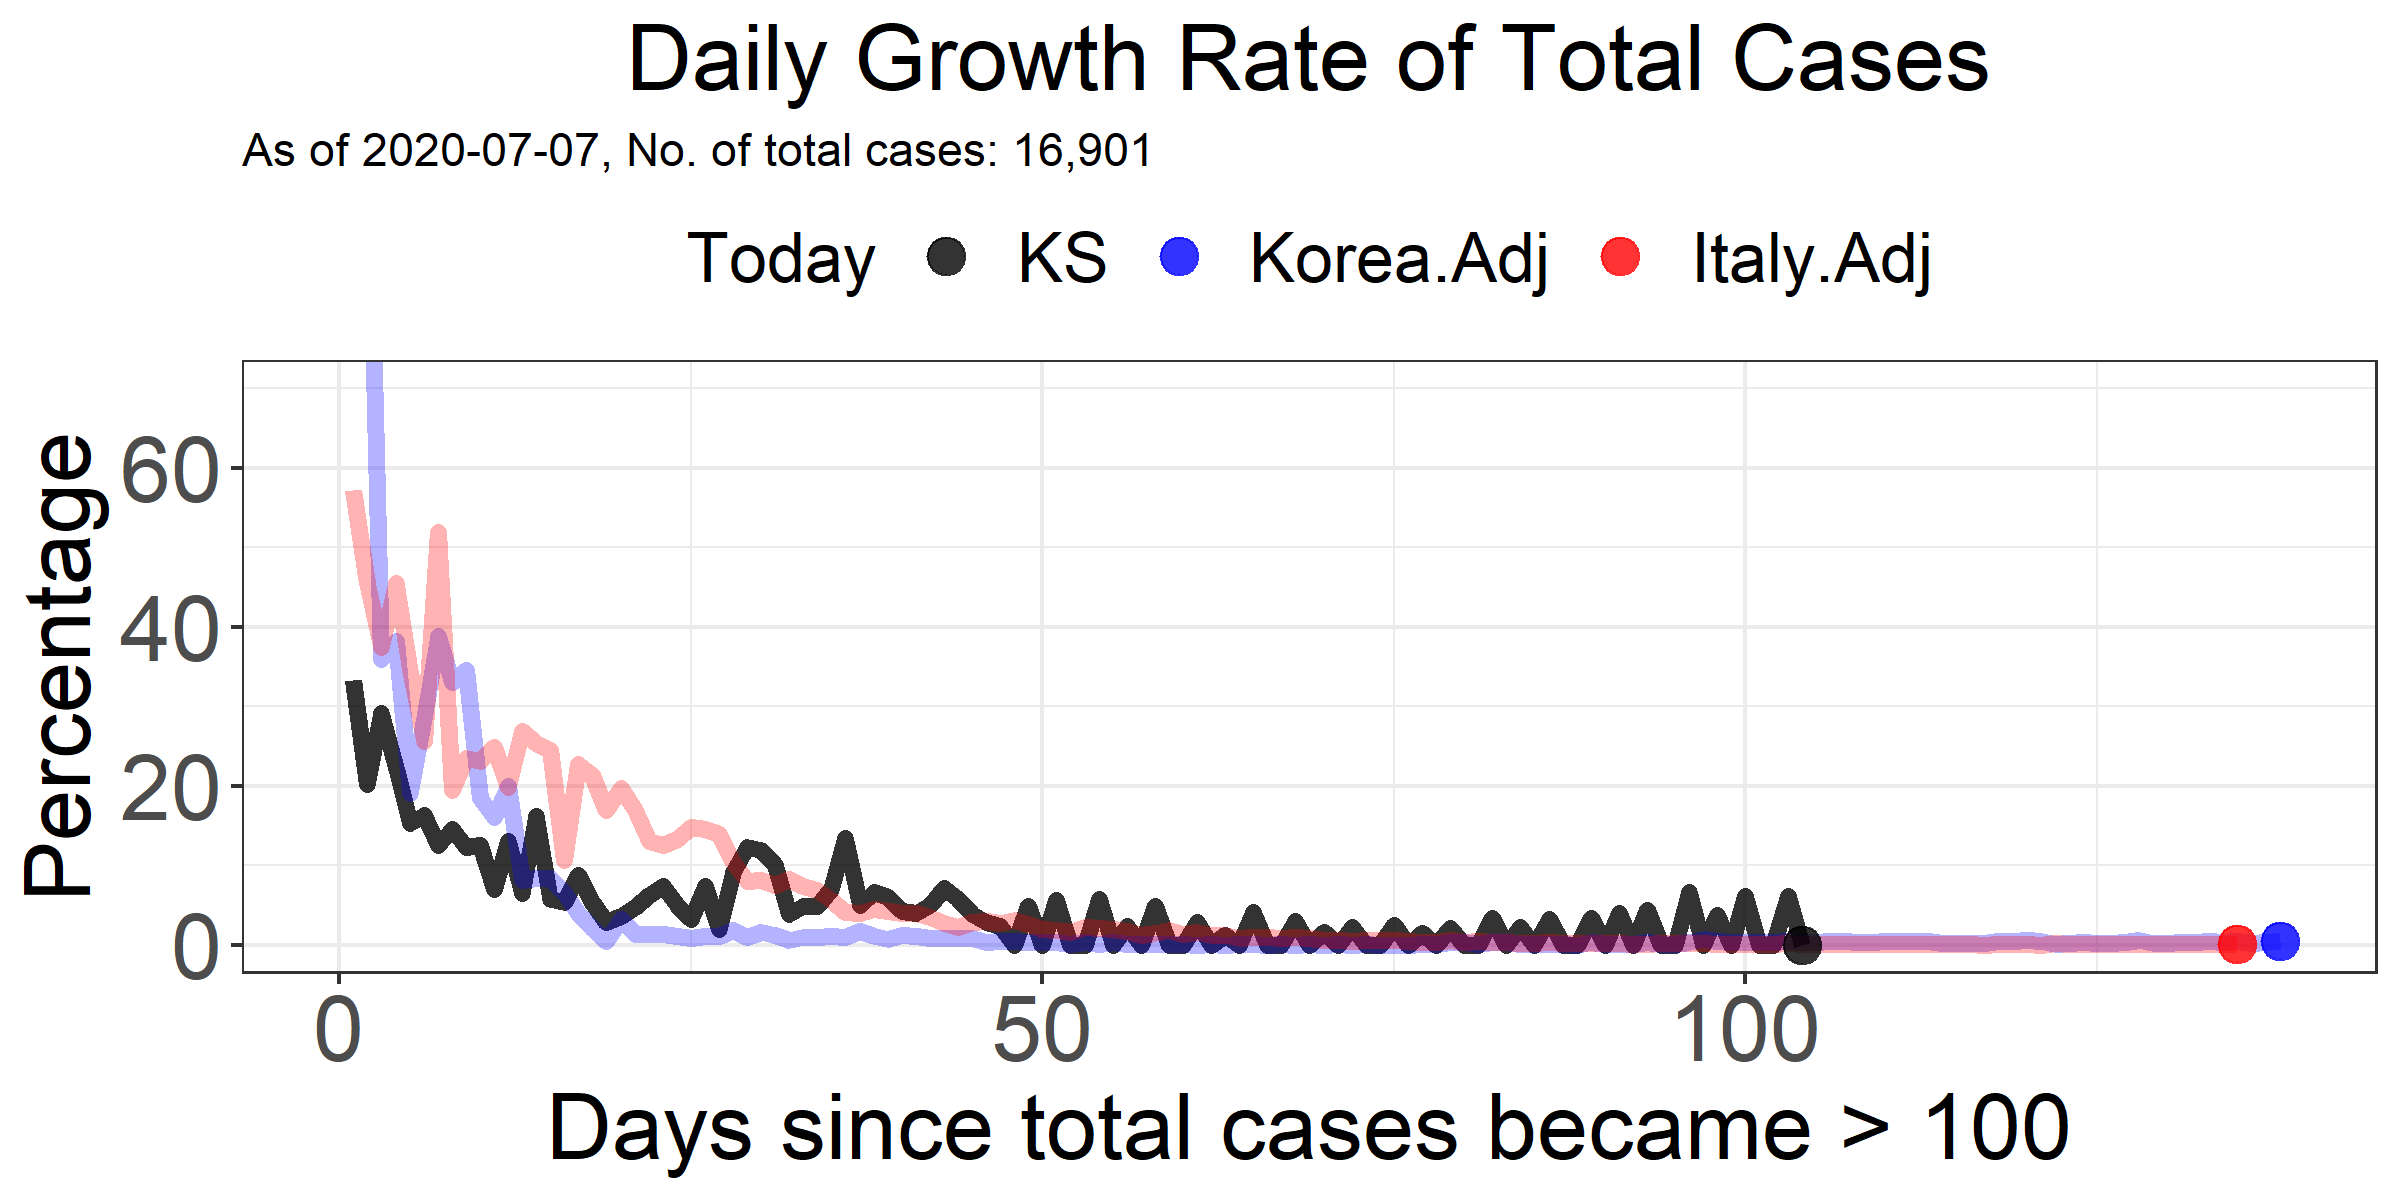 Daily Growth Rate of Total Cases
As of 2020-07-07, No. of total cases: 16,901
Today KS Korea.Adj Italy.Adj
Percentage
60
40
20
0
0 50 100
Days since total cases became > 100